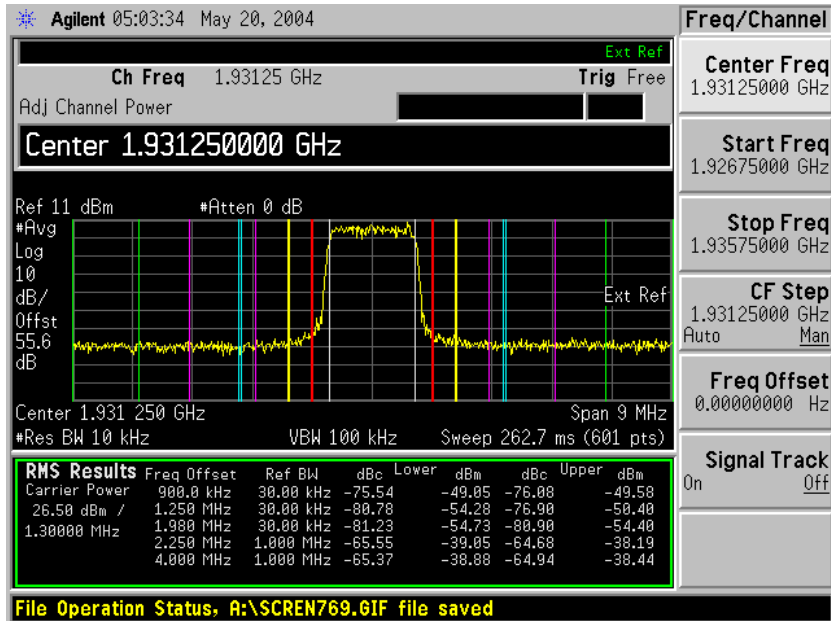 Agilent 05:03:34 May 20, 2004
Freq/Channel
Ext Ref
Ch Freq 1.93125 GHz
Trig Free
Adj Channel Power
Center 1.931250000 GHz
Ref 11 dBm #Atten 0 dB
#Avg
Log
10
dB/
Offst
55.6
dB
Ext Ref
Center 1.931 250 GHz Span 9 MHz
#Res BW 10 kHz VBW 100 kHz Sweep 262.7 ms (601 pts)
RMS Results Freq Offset Ref BW dBc Lower dBm dBc Upper dBm
Carrier Power 900.0 kHz 30.00 kHz -75.54 -49.05 -76.08 -49.58
26.50 dBm / 1.250 MHz 30.00 kHz -80.78 -54.28 -76.90 -50.40
1.30000 MHz 1.980 MHz 30.00 kHz -81.23 -54.73 -80.90 -54.40
2.250 MHz 1.000 MHz -65.55 -39.05 -64.68 -38.19
4.000 MHz 1.000 MHz -65.37 -38.88 -64.94 -38.44
File Operation Status, A:\SCREN769.GIF file saved
Center Freq
1.93125000 GHz
Start Freq
1.92675000 GHz
Stop Freq
1.93575000 GHz
CF Step
1.93125000 GHz
Auto Man
Freq Offset
0.00000000 Hz
Signal Track
On Off